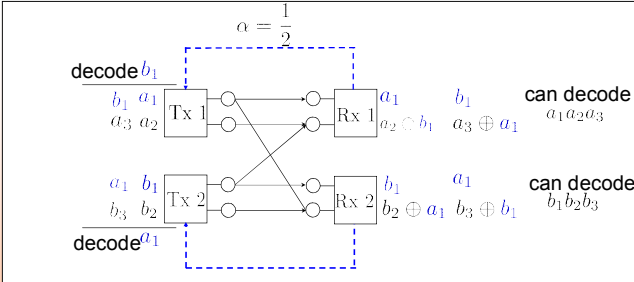 α = 1/2
decode b₁
b₁ a₁
a₃ a₂
Tx 1
Rx 1
a₁ b₁
a₂ ⊕ b₁ a₃ ⊕ a₁
can decode
a₁a₂a₃
a₁ b₁
b₃ b₂
Tx 2
decode a₁
Rx 2
b₁ a₁
b₂ ⊕ a₁ b₃ ⊕ b₁
can decode
b₁b₂b₃